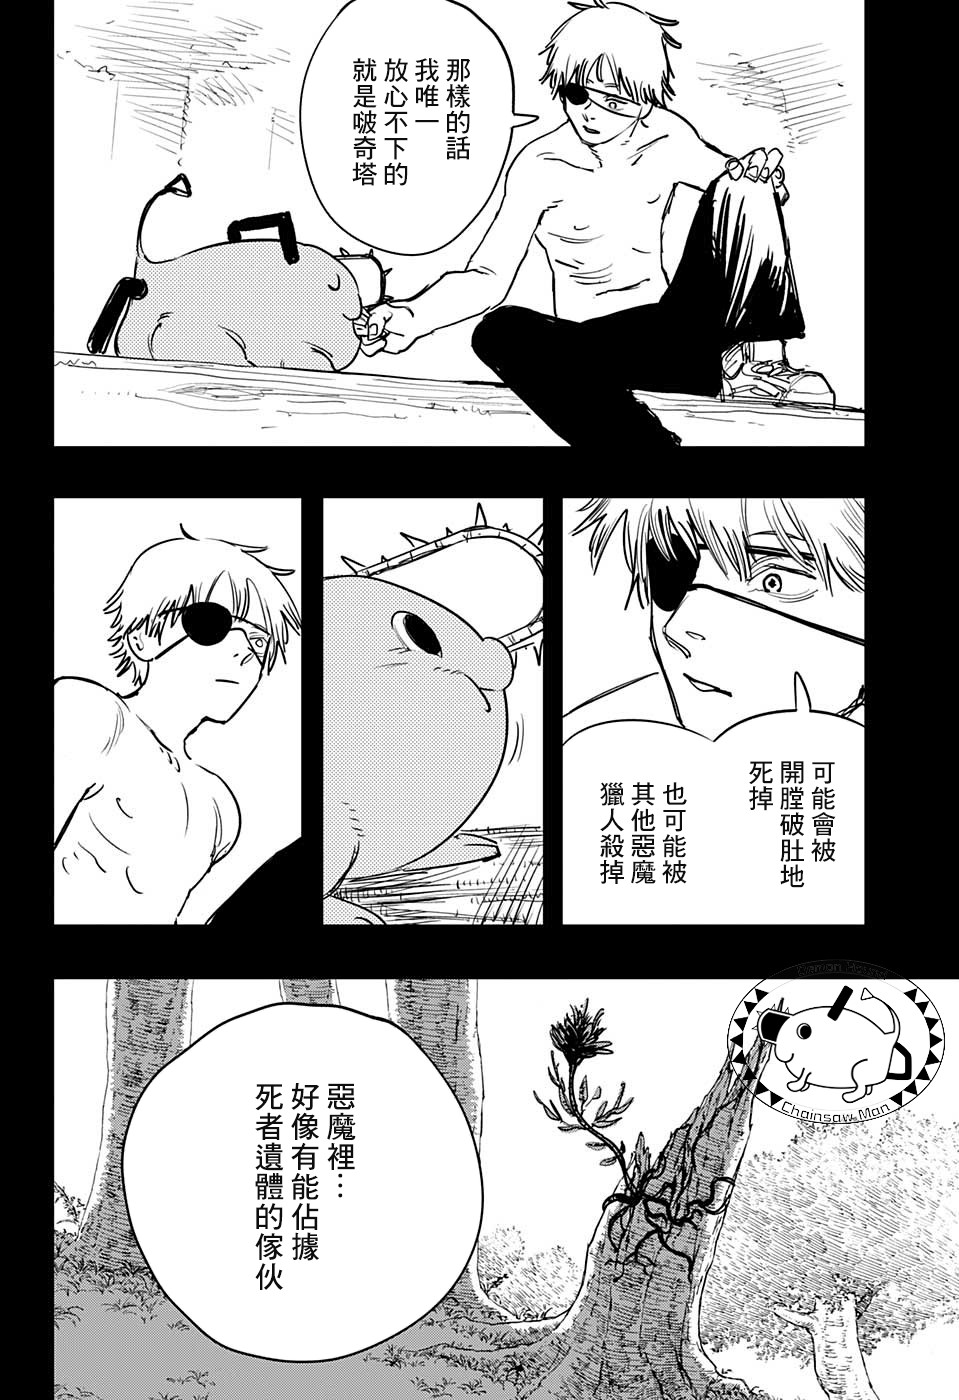 那樣的話
我唯一
放心不下的
就是啵奇塔
可能會被
開膛破肚地
死掉
也可能被
其他惡魔
獵人殺掉
惡魔裡…
好像有能佔據
死者遺體的傢伙
Demon Hound
Chainsaw Man